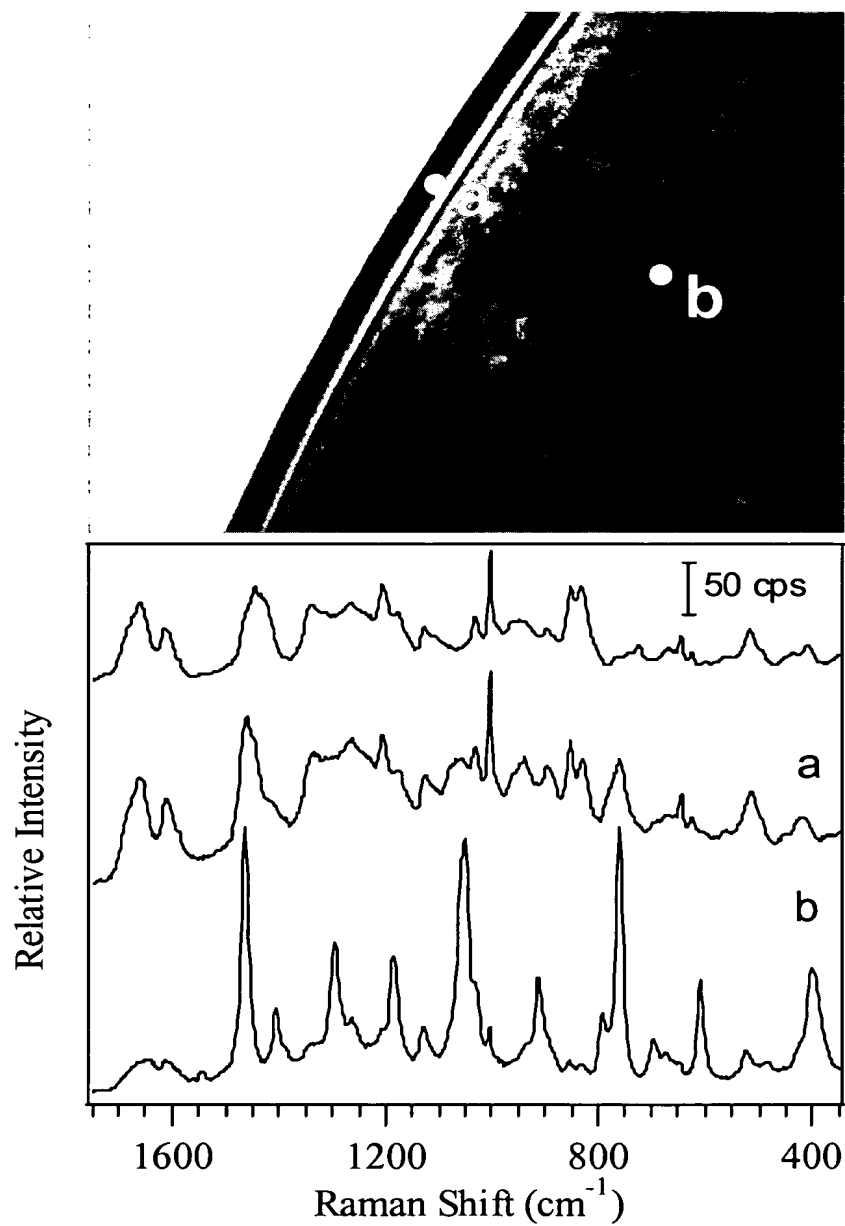 a
b
50 cps
a
b
Relative Intensity
1600
1200
800
400
Raman Shift (cm⁻¹)